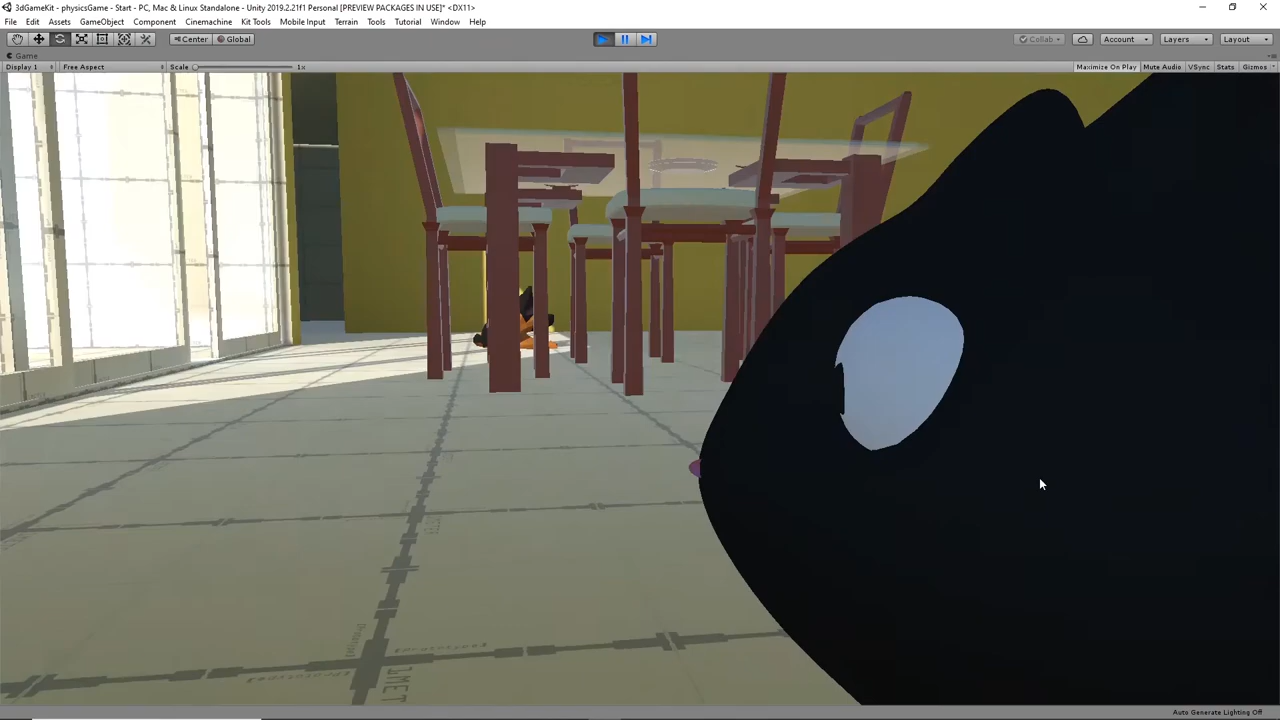 3dGameKit - physicsGame - Start - PC, Mac & Linux Standalone - Unity 2019.2.21f1 Personal [PREVIEW PACKAGES IN USE]* <DX11>
File Edit Assets GameObject Component Cinemachine Kit Tools Mobile Input Terrain Tools Tutorial Window Help
Center Global Collab Account Layers Layout
Game
Display 1 Free Aspect Scale 1x Maximize On Play Mute Audio VSync Stats Gizmos
Auto Generate Lighting Off